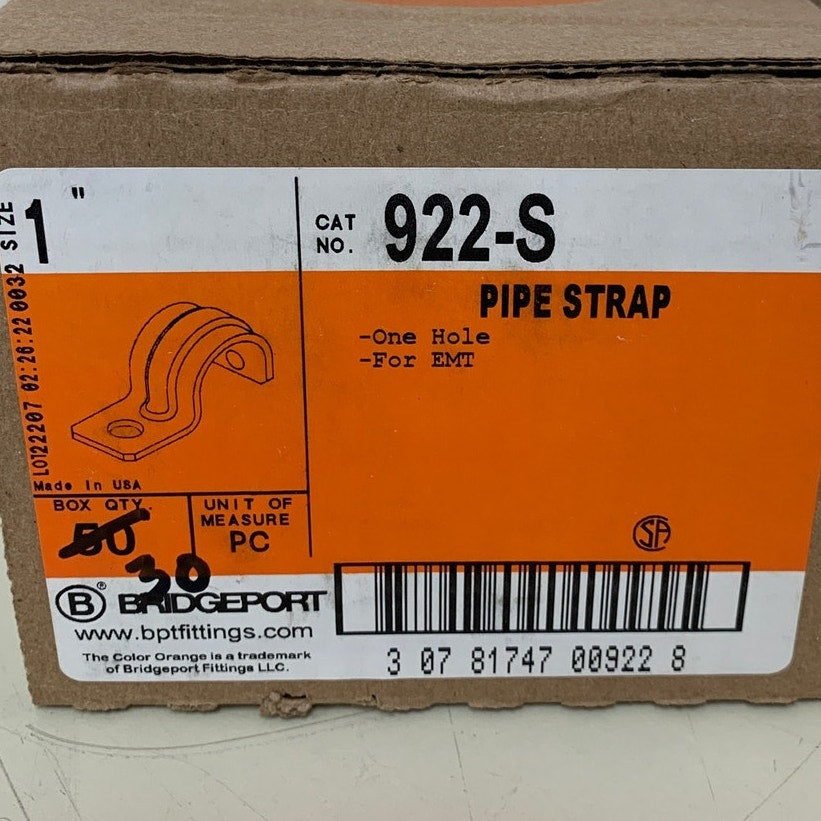 SIZE
1"
CAT NO. 922-S
PIPE STRAP
-One Hole
-For EMT
LOT22207 02:26:22 0032
Made In USA
BOX QTY.
50
30
UNIT OF
MEASURE
PC
SA
B® BRIDGEPORT
www.bptfittings.com
The Color Orange is a trademark
of Bridgeport Fittings LLC.
3 07 81747 00922 8